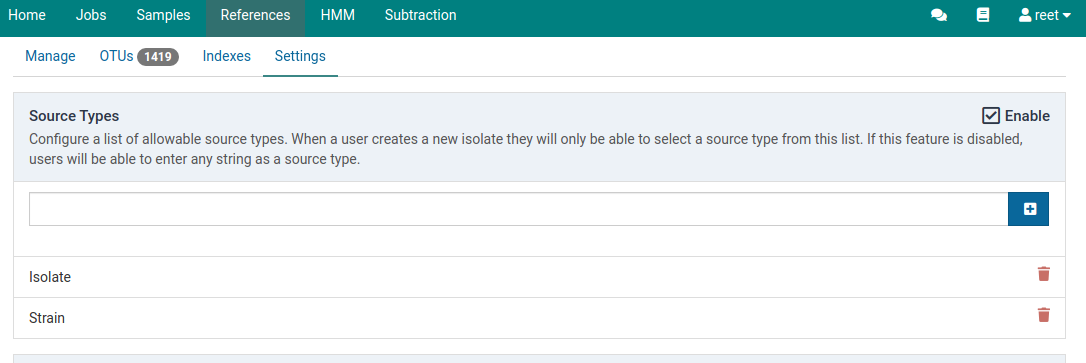 Home Jobs Samples References HMM Subtraction reet
Manage OTUs 1419 Indexes Settings
Source Types Enable
Configure a list of allowable source types. When a user creates a new isolate they will only be able to select a source type from this list. If this feature is disabled,
users will be able to enter any string as a source type.
Isolate
Strain